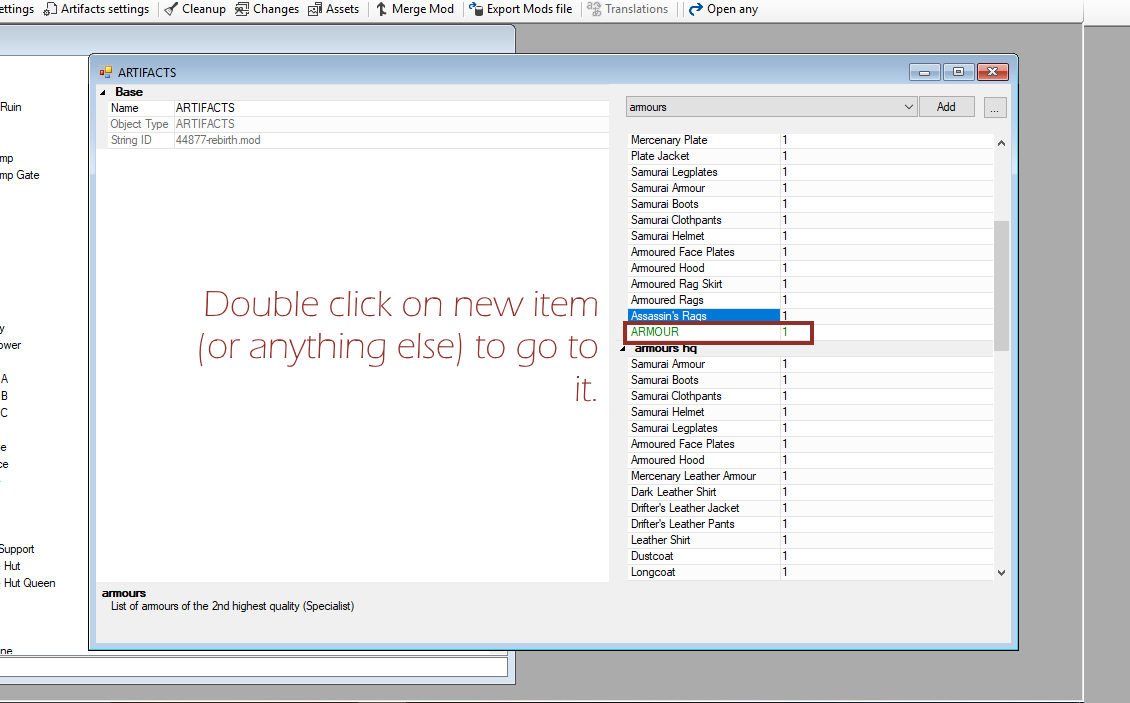 ettings Artifacts settings Cleanup Changes Assets Merge Mod Export Mods file Translations Open any
Ruin
mp
mp Gate
y
ower
A
B
C
e
ce
Support
Hut
Hut Queen
ne
ARTIFACTS
Base
Name ARTIFACTS
Object Type ARTIFACTS
String ID 44877-rebirth.mod
Double click on new item
(or anything else) to go to
it.
armours Add ...
Mercenary Plate 1
Plate Jacket 1
Samurai Legplates 1
Samurai Armour 1
Samurai Boots 1
Samurai Clothpants 1
Samurai Helmet 1
Armoured Face Plates 1
Armoured Hood 1
Armoured Rag Skirt 1
Armoured Rags 1
Assassin's Rags 1
ARMOUR 1
armours hq
Samurai Armour 1
Samurai Boots 1
Samurai Clothpants 1
Samurai Helmet 1
Samurai Legplates 1
Armoured Face Plates 1
Armoured Hood 1
Mercenary Leather Armour 1
Dark Leather Shirt 1
Drifter's Leather Jacket 1
Drifter's Leather Pants 1
Leather Shirt 1
Dustcoat 1
Longcoat 1
armours
List of armours of the 2nd highest quality (Specialist)